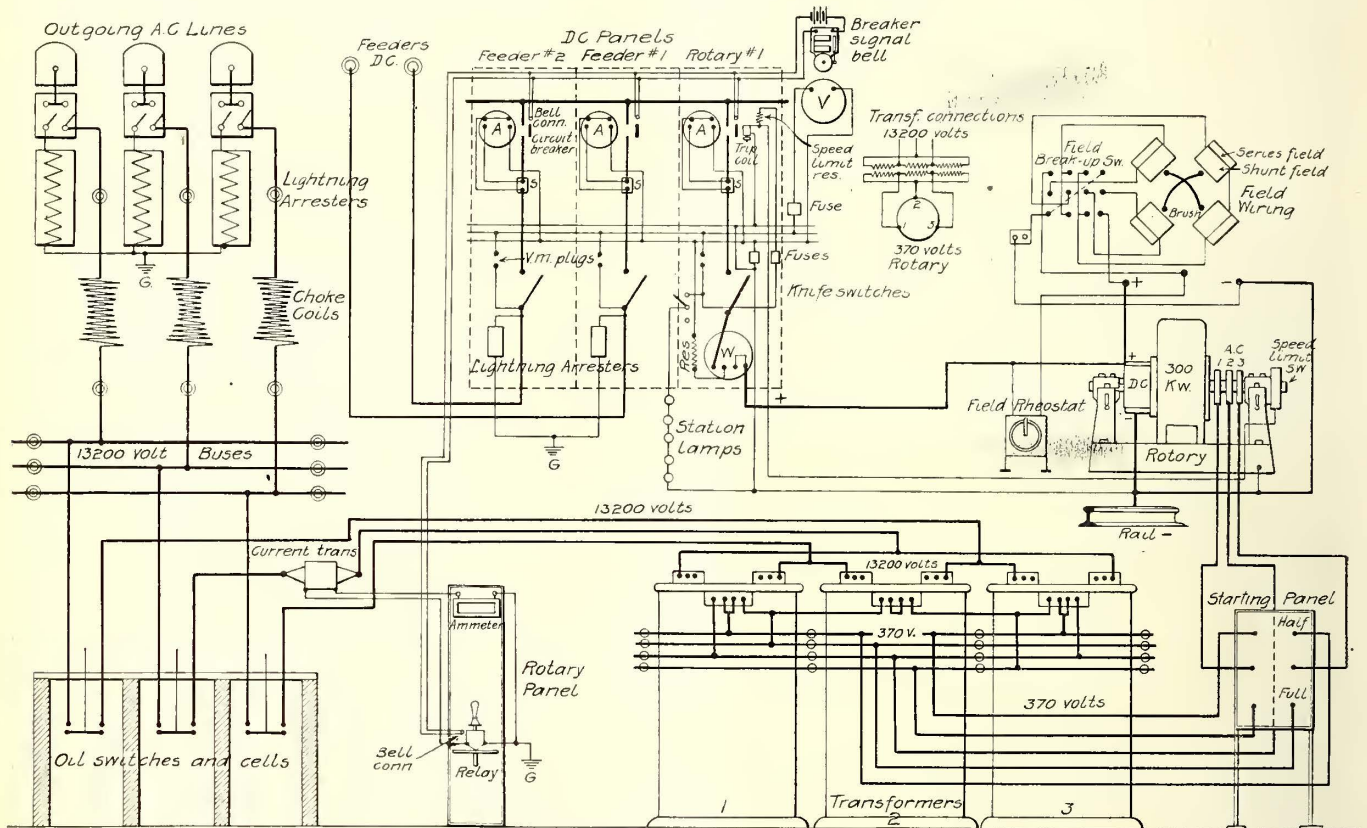 Outgoing A.C Lines
Lightning
Arresters
G.
Choke
Coils
13200 volt Buses
Current trans
Oil switches and cells
Feeders
D.C.
DC Panels
Feeder #2 Feeder #1 Rotary #1
A
Bell
conn.
Circuit
breaker
S
A
S
A
S
Trip
coil
Speed
limit
res.
V.m. plugs
Res
W
Lightning Arresters
G
+
Breaker
signal
bell
V
Fuse
Fuses
Knife switches
Station
lamps
Transf. connections
13200 volts
2
1 3
370 volts
Rotary
Field
Break-up Sw.
Brush
Series field
Shunt field
Field
Wiring
+
-
Field Rheostat
+
DC
-
300
Kw.
A.C
1 2 3
Speed
limit
sw
Rotary
Rail -
13200 volts
13200 volts
370 V.
370 volts
1
Transformers
2
3
Ammeter
Rotary
Panel
Bell
conn
Relay
G
Starting Panel
Half
Full